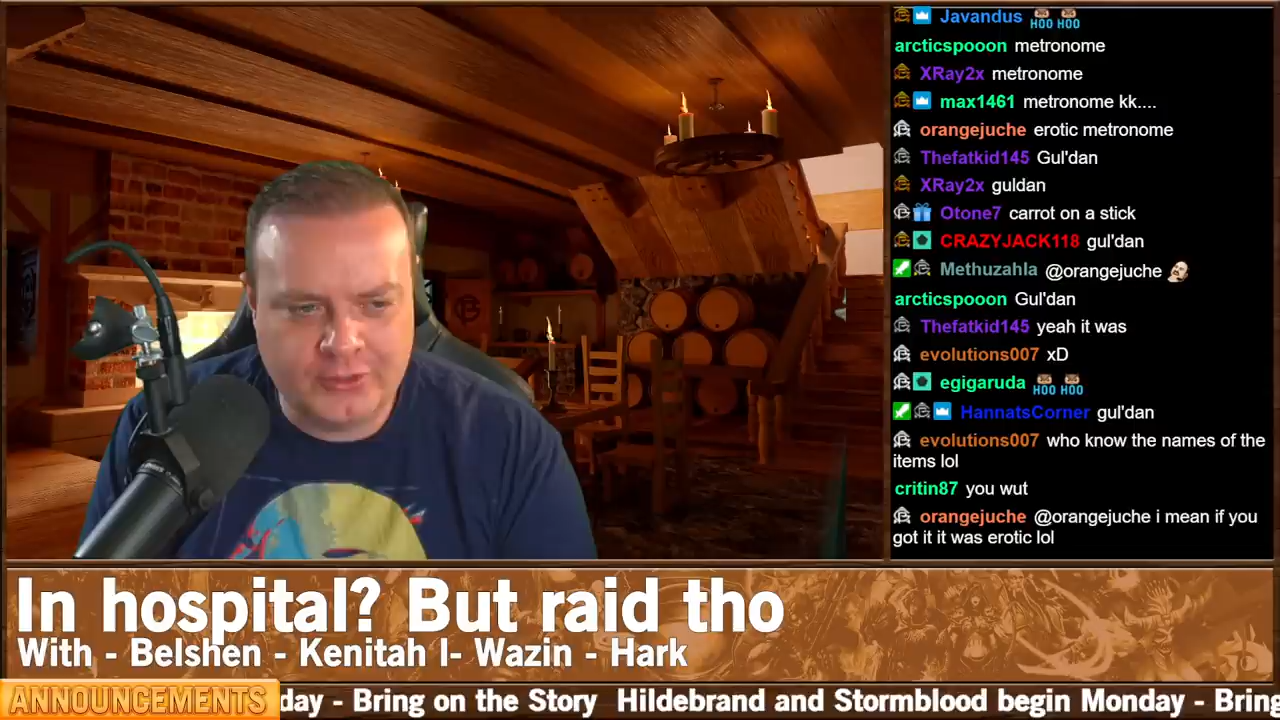 Javandus HOO HOO
arcticspooon metronome
XRay2x metronome
max1461 metronome kk....
orangejuche erotic metronome
Thefatkid145 Gul'dan
XRay2x guldan
Otone7 carrot on a stick
CRAZYJACK118 gul'dan
Methuzahla @orangejuche
arcticspooon Gul'dan
Thefatkid145 yeah it was
evolutions007 xD
egigaruda HOO HOO
HannatsCorner gul'dan
evolutions007 who know the names of the
items lol
critin87 you wut
orangejuche @orangejuche i mean if you
got it it was erotic lol
In hospital? But raid tho
With - Belshen - Kenitah I- Wazin - Hark
ANNOUNCEMENTS day - Bring on the Story Hildebrand and Stormblood begin Monday - Bring